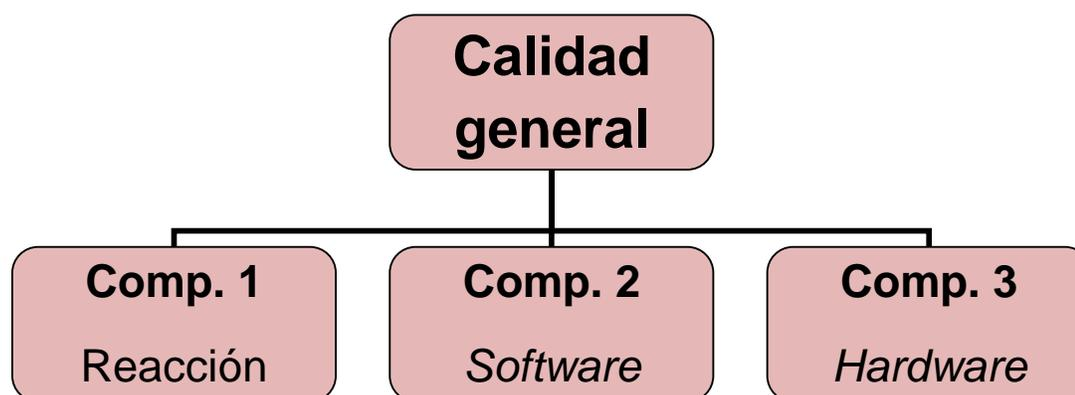 Calidad
general
Comp. 1
Reacción
Comp. 2
Software
Comp. 3
Hardware